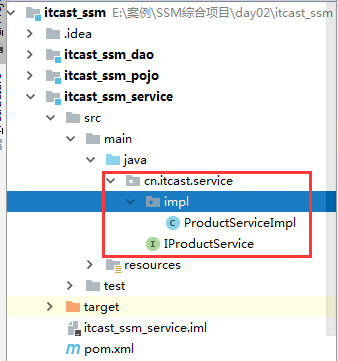 itcast_ssm E:\案例\SSM综合项目\day02\itcast_ssm
.idea
itcast_ssm_dao
itcast_ssm_pojo
itcast_ssm_service
src
main
java
cn.itcast.service
impl
C ProductServiceImpl
I IProductService
resources
test
target
itcast_ssm_service.iml
m pom.xml